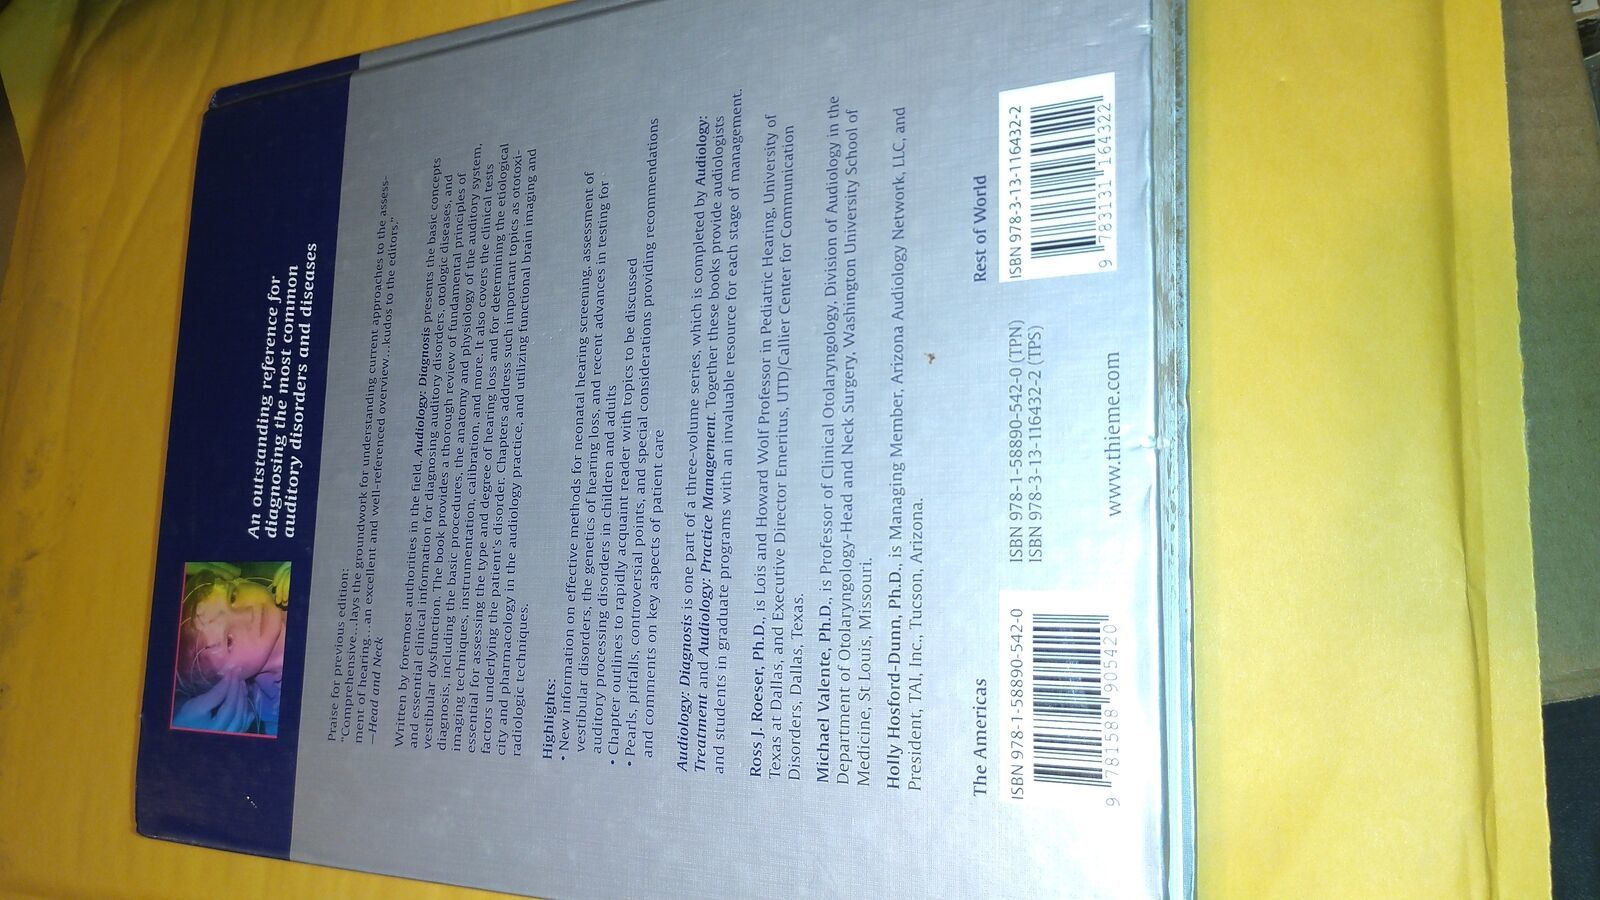 An outstanding reference for
diagnosing the most common
auditory disorders and diseases
Praise for previous edition:
"Comprehensive...lays the groundwork for understanding current approaches to the assess-
ment of hearing...an excellent and well-referenced overview...kudos to the editors."
—Head and Neck
Written by foremost authorities in the field, Audiology: Diagnosis presents the basic concepts
and essential clinical information for diagnosing auditory disorders, otologic diseases, and
vestibular dysfunction. The book provides a thorough review of fundamental principles of
diagnosis, including the basic procedures, the anatomy and physiology of the auditory system,
imaging techniques, instrumentation, calibration, and more. It also covers the clinical tests
essential for assessing the type and degree of hearing loss and for determining the etiological
factors underlying the patient's disorder. Chapters address such important topics as ototoxi-
city and pharmacology in the audiology practice, and utilizing functional brain imaging and
radiologic techniques.
Highlights:
• New information on effective methods for neonatal hearing screening, assessment of
vestibular disorders, the genetics of hearing loss, and recent advances in testing for
auditory processing disorders in children and adults
• Chapter outlines to rapidly acquaint reader with topics to be discussed
• Pearls, pitfalls, controversial points, and special considerations providing recommendations
and comments on key aspects of patient care
Audiology: Diagnosis is one part of a three-volume series, which is completed by Audiology:
Treatment and Audiology: Practice Management. Together these books provide audiologists
and students in graduate programs with an invaluable resource for each stage of management.
Ross J. Roeser, Ph.D., is Lois and Howard Wolf Professor in Pediatric Hearing, University of
Texas at Dallas, and Executive Director Emeritus, UTD/Callier Center for Communication
Disorders, Dallas, Texas.
Michael Valente, Ph.D., is Professor of Clinical Otolaryngology, Division of Audiology in the
Department of Otolaryngology-Head and Neck Surgery, Washington University School of
Medicine, St Louis, Missouri.
Holly Hosford-Dunn, Ph.D., is Managing Member, Arizona Audiology Network, LLC, and
President, TAI, Inc., Tucson, Arizona.
The Americas
ISBN 978-1-58890-542-0
9 781588 905420
ISBN 978-1-58890-542-0 (TPN)
ISBN 978-3-13-116432-2 (TPS)
www.thieme.com
Rest of World
ISBN 978-3-13-116432-2
9 783131 164322